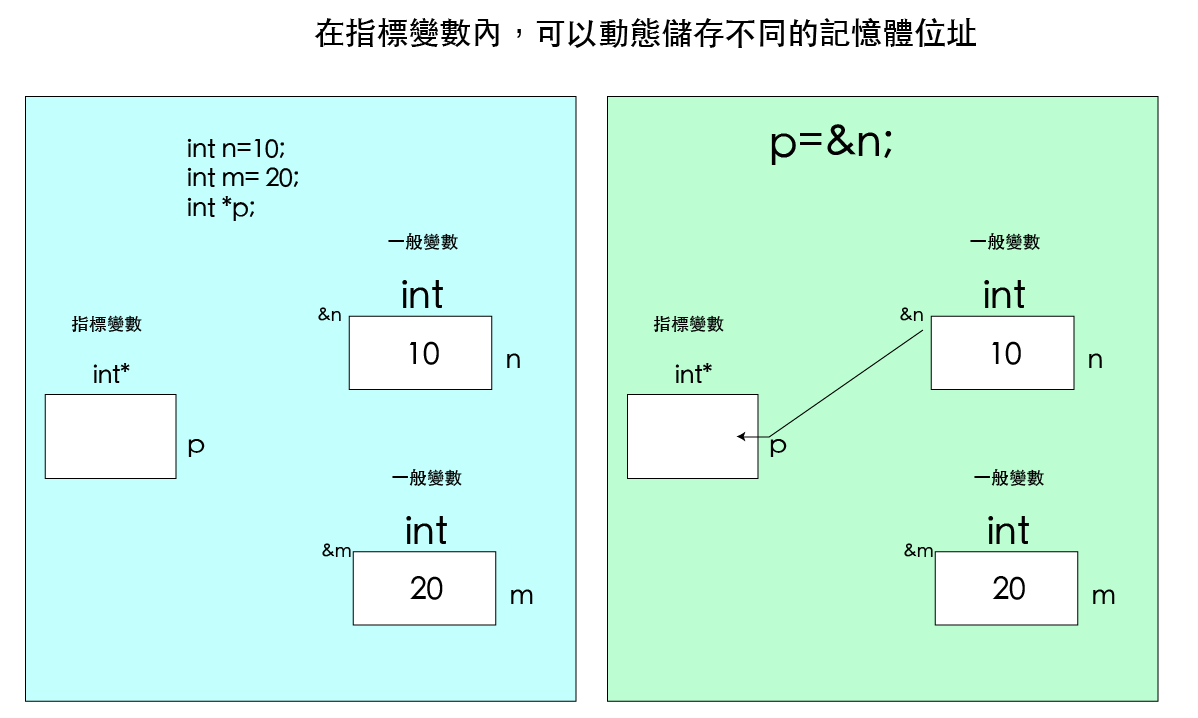 在指標變數內，可以動態儲存不同的記憶體位址
int n=10;
int m= 20;
int *p;
一般變數
int
&n
10
n
指標變數
int*
p
一般變數
int
&m
20
m
p=&n;
一般變數
int
&n
10
n
指標變數
int*
p
一般變數
int
&m
20
m